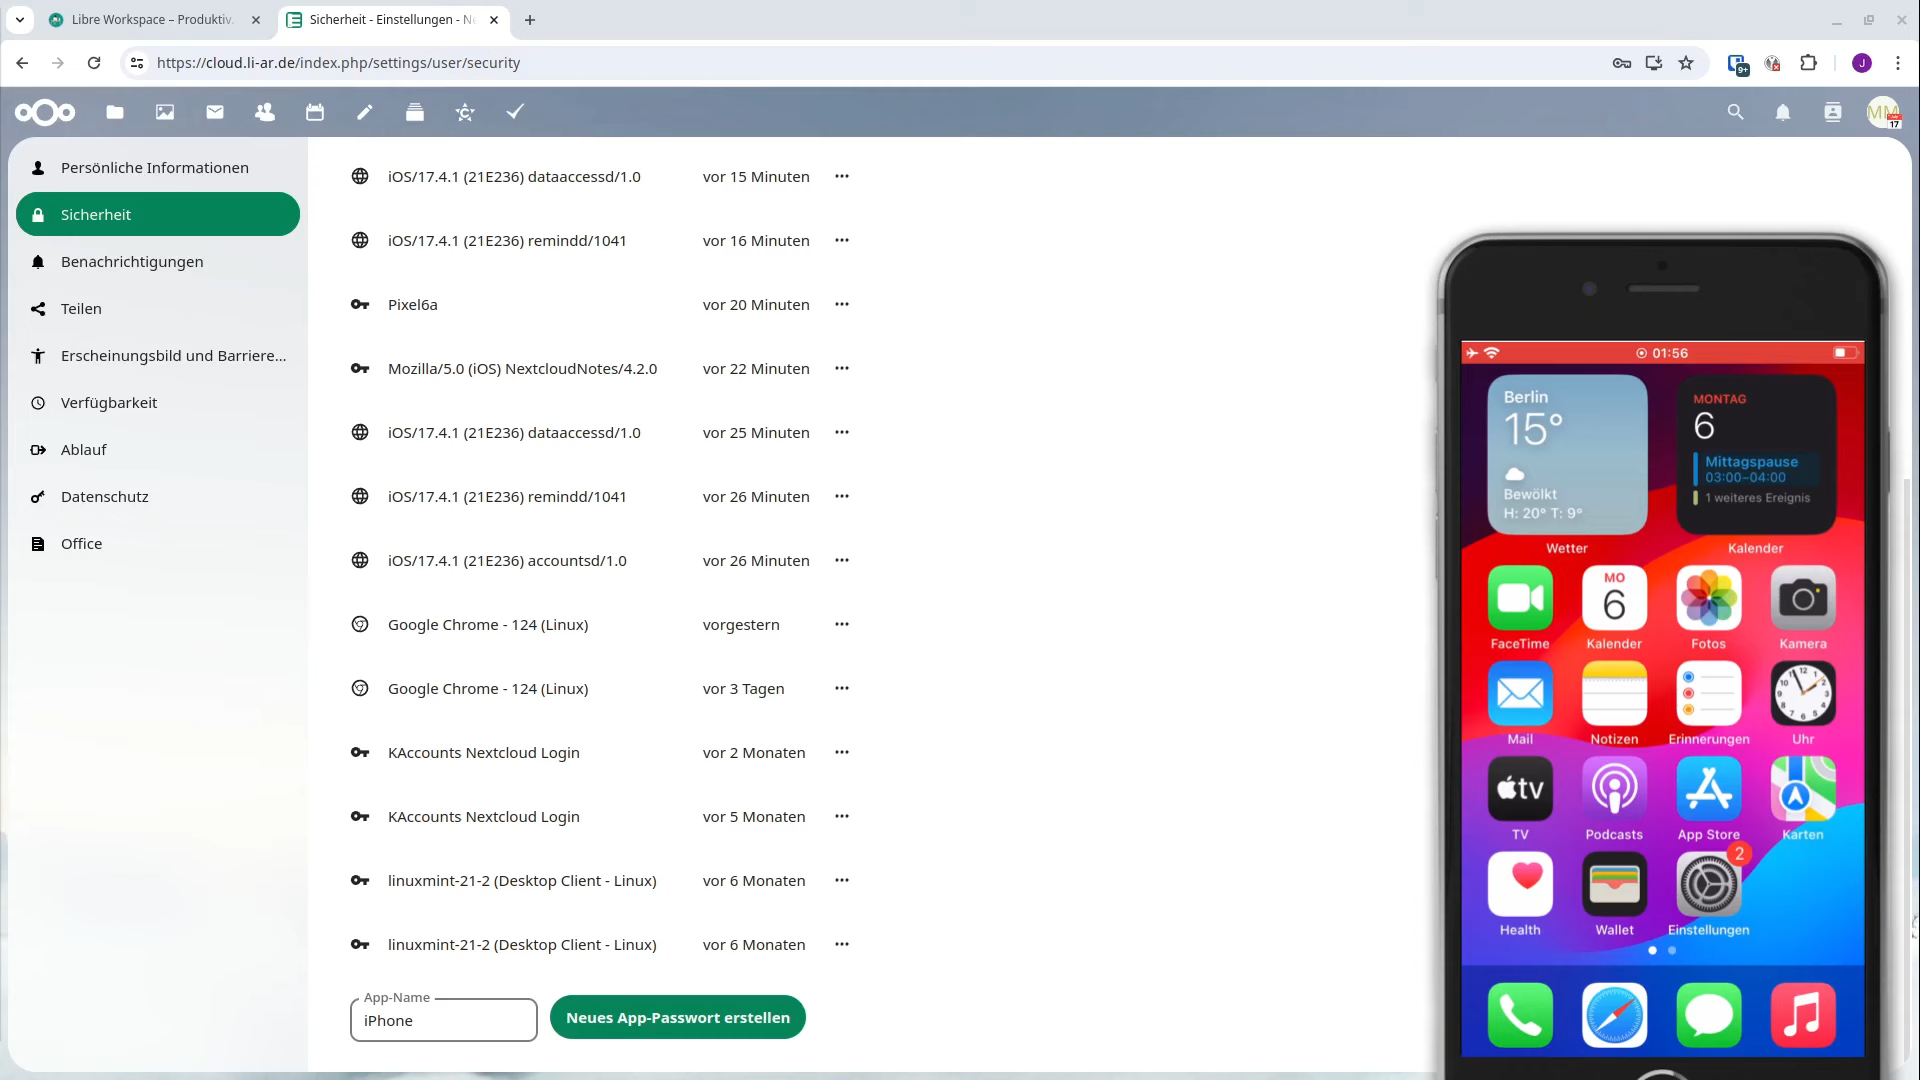 Libre Workspace – Produktiv.
Sicherheit - Einstellungen - Ne
https://cloud.li-ar.de/index.php/settings/user/security
9+
J
MM
17
Persönliche Informationen
Sicherheit
Benachrichtigungen
Teilen
Erscheinungsbild und Barriere...
Verfügbarkeit
Ablauf
Datenschutz
Office
iOS/17.4.1 (21E236) dataaccessd/1.0 vor 15 Minuten
iOS/17.4.1 (21E236) remindd/1041 vor 16 Minuten
Pixel6a vor 20 Minuten
Mozilla/5.0 (iOS) NextcloudNotes/4.2.0 vor 22 Minuten
iOS/17.4.1 (21E236) dataaccessd/1.0 vor 25 Minuten
iOS/17.4.1 (21E236) remindd/1041 vor 26 Minuten
iOS/17.4.1 (21E236) accountsd/1.0 vor 26 Minuten
Google Chrome - 124 (Linux) vorgestern
Google Chrome - 124 (Linux) vor 3 Tagen
KAccounts Nextcloud Login vor 2 Monaten
KAccounts Nextcloud Login vor 5 Monaten
linuxmint-21-2 (Desktop Client - Linux) vor 6 Monaten
linuxmint-21-2 (Desktop Client - Linux) vor 6 Monaten
App-Name
iPhone
Neues App-Passwort erstellen
01:56
Berlin
15°
Bewölkt
H: 20° T: 9°
Wetter
MONTAG
6
Mittagspause
03:00–04:00
1 weiteres Ereignis
Kalender
MO
6
FaceTime Kalender Fotos Kamera
Mail Notizen Erinnerungen Uhr
tv
TV Podcasts App Store Karten
2
Health Wallet Einstellungen